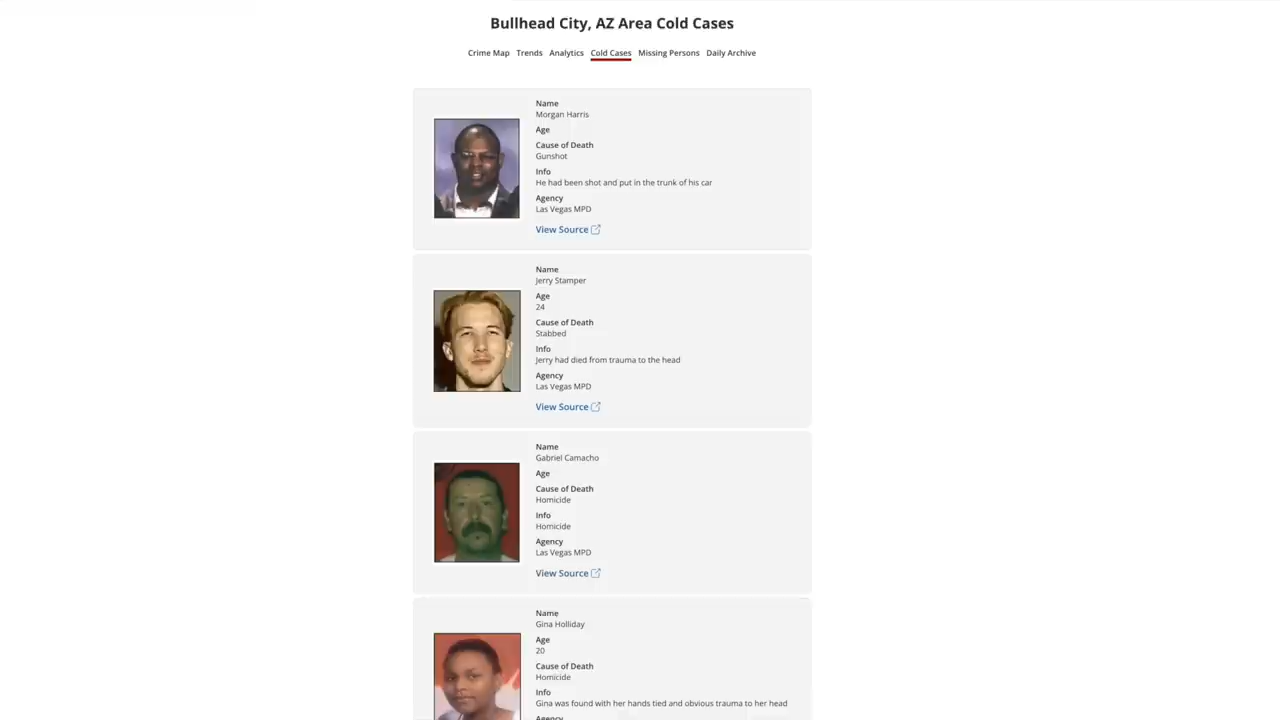 Bullhead City, AZ Area Cold Cases
Crime Map Trends Analytics Cold Cases Missing Persons Daily Archive
Name
Morgan Harris
Age
Cause of Death
Gunshot
Info
He had been shot and put in the trunk of his car
Agency
Las Vegas MPD
View Source
Name
Jerry Stamper
Age
24
Cause of Death
Stabbed
Info
Jerry had died from trauma to the head
Agency
Las Vegas MPD
View Source
Name
Gabriel Camacho
Age
Cause of Death
Homicide
Info
Homicide
Agency
Las Vegas MPD
View Source
Name
Gina Holliday
Age
20
Cause of Death
Homicide
Info
Gina was found with her hands tied and obvious trauma to her head
Agency